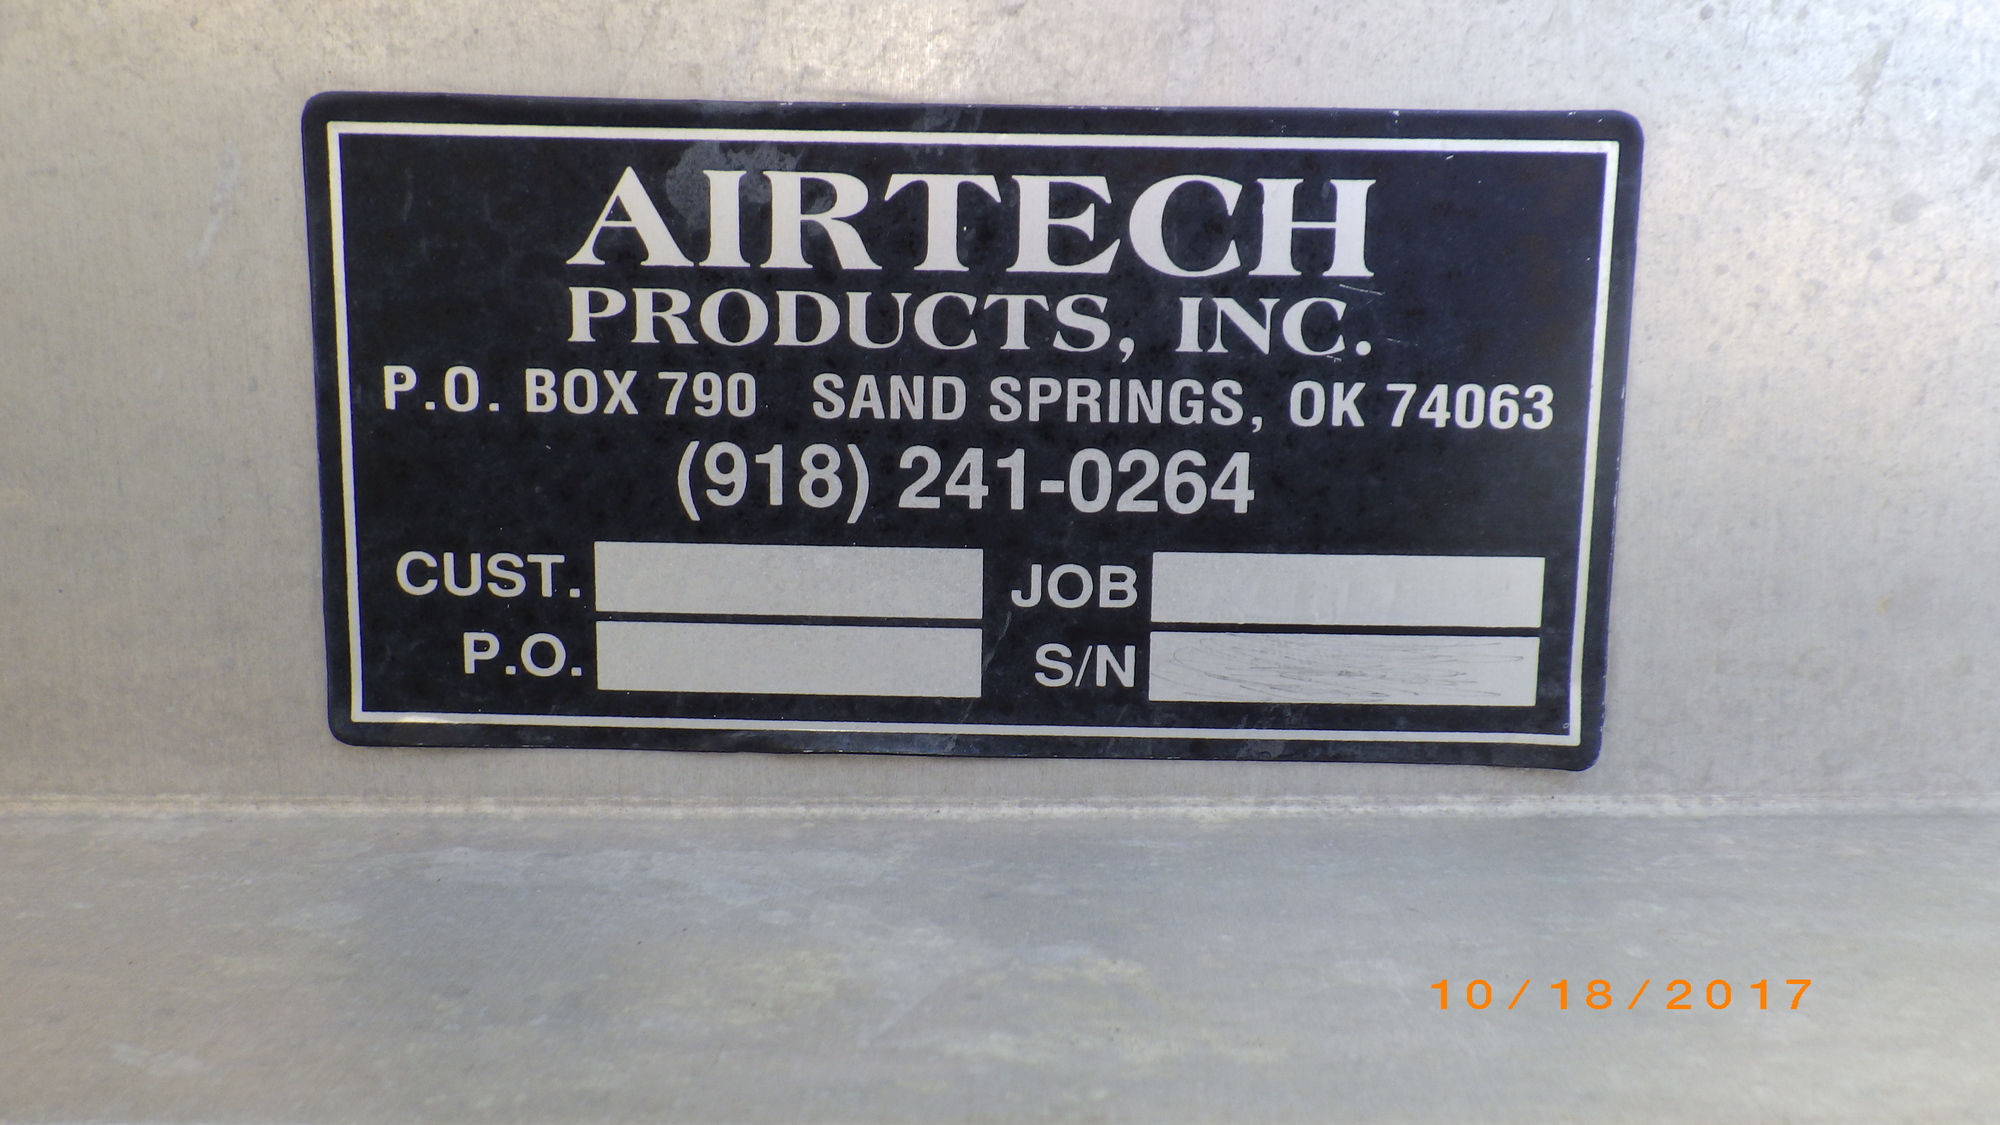 AIRTECH
PRODUCTS, INC.
P.O. BOX 790 SAND SPRINGS, OK 74063
(918) 241-0264
CUST. JOB
P.O. S/N
10/18/2017